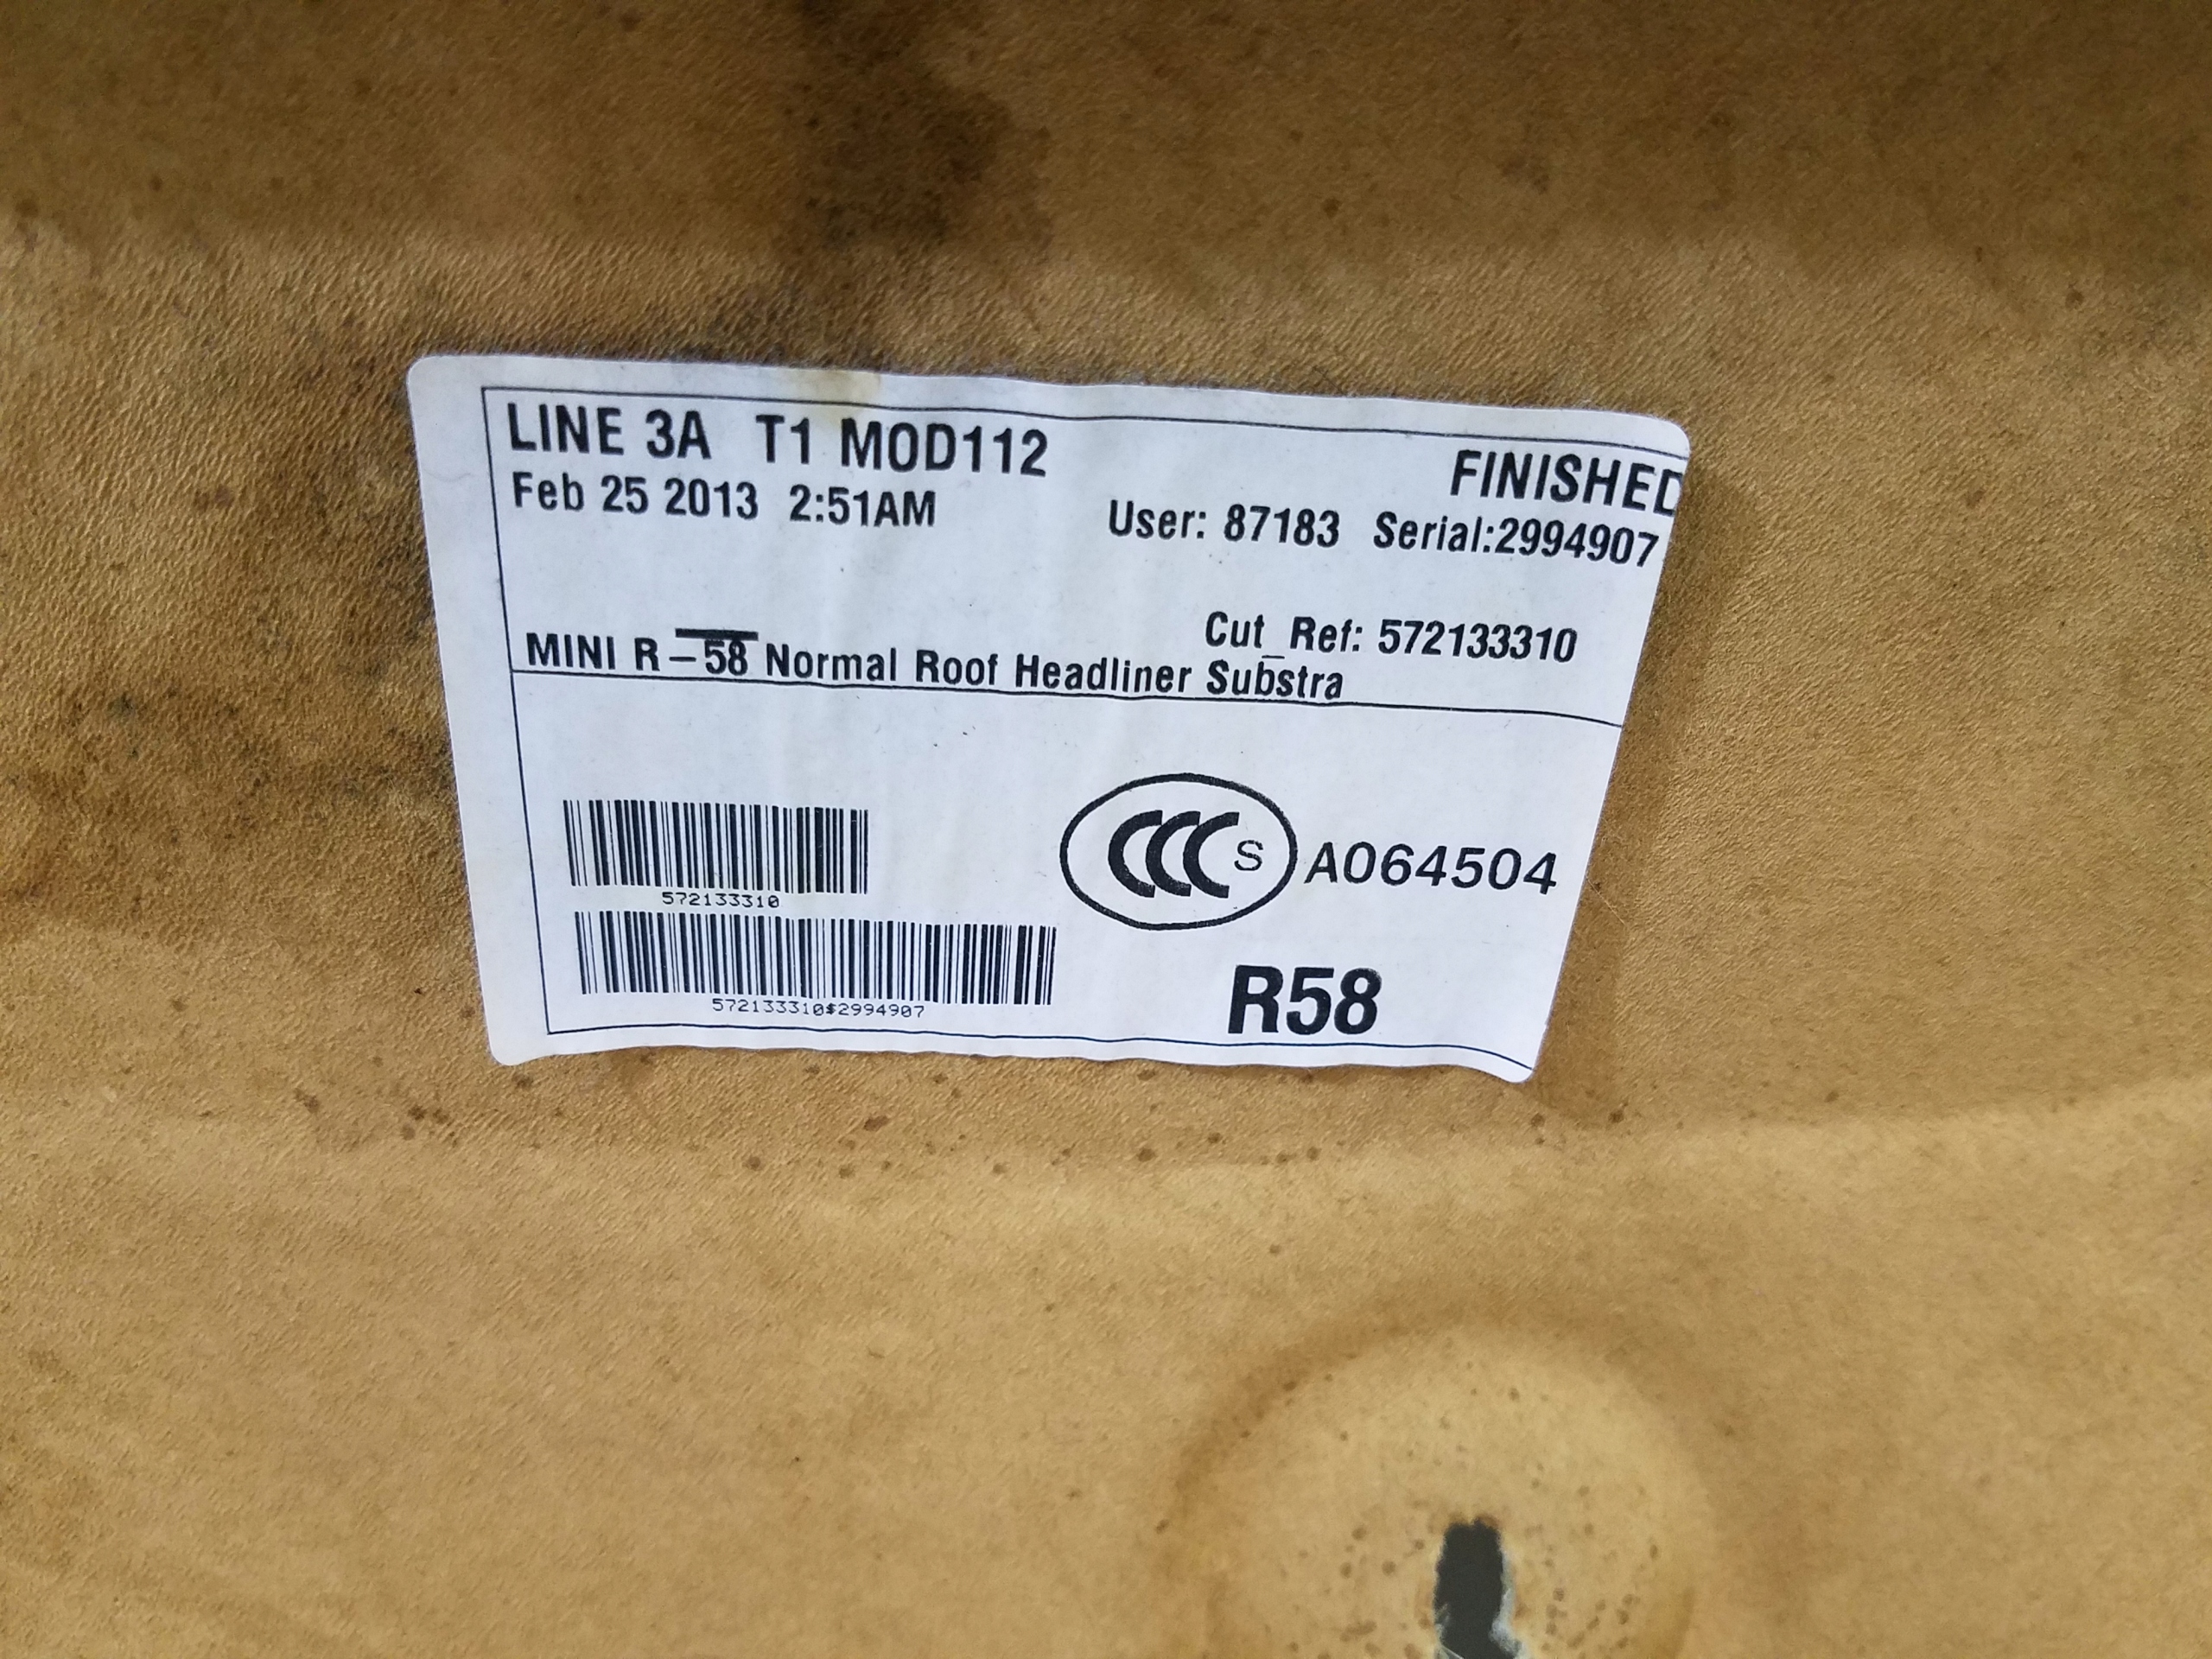 LINE 3A T1 MOD112
FINISHED
Feb 25 2013 2:51AM
User: 87183 Serial:2994907
Cut_Ref: 572133310
MINI R-58 Normal Roof Headliner Substra
572133310
CCC S A064504
572133310$2994907
R58